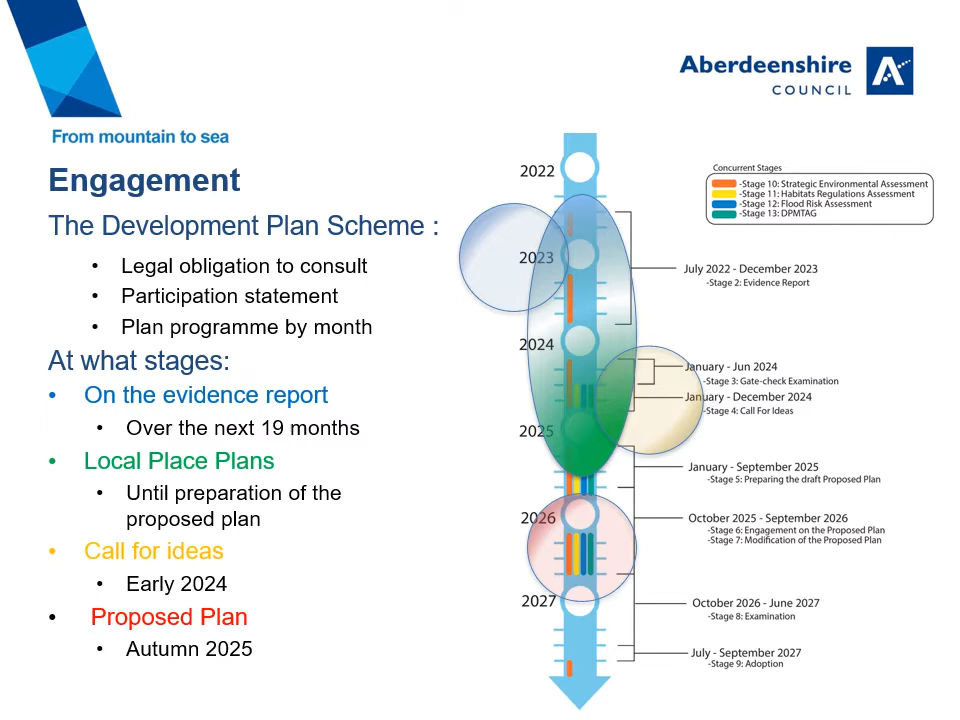 Aberdeenshire
COUNCIL
From mountain to sea
Engagement
The Development Plan Scheme :
• Legal obligation to consult
• Participation statement
• Plan programme by month
At what stages:
• On the evidence report
• Over the next 19 months
• Local Place Plans
• Until preparation of the
proposed plan
• Call for ideas
• Early 2024
• Proposed Plan
• Autumn 2025
Concurrent Stages
-Stage 10: Strategic Environmental Assessment
-Stage 11: Habitats Regulations Assessment
-Stage 12: Flood Risk Assessment
-Stage 13: DPMTAG
2022
2023
July 2022 - December 2023
-Stage 2: Evidence Report
2024
January - Jun 2024
-Stage 3: Gate-check Examination
January - December 2024
-Stage 4: Call For Ideas
2025
January - September 2025
-Stage 5: Preparing the draft Proposed Plan
2026
October 2025 - September 2026
-Stage 6: Engagement on the Proposed Plan
-Stage 7: Modification of the Proposed Plan
2027
October 2026 - June 2027
-Stage 8: Examination
July - September 2027
-Stage 9: Adoption